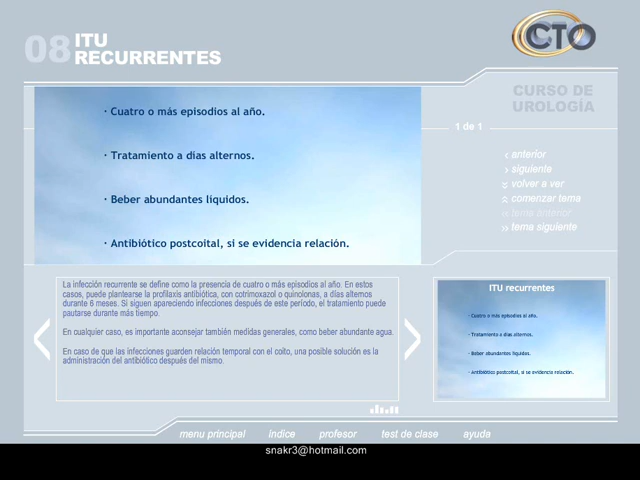 08 ITU
RECURRENTES
CTO
CURSO DE
UROLOGÍA
1 de 1
· Cuatro o más episodios al año.
· Tratamiento a días alternos.
· Beber abundantes líquidos.
· Antibiótico postcoital, si se evidencia relación.
anterior
siguiente
volver a ver
comenzar tema
tema anterior
tema siguiente
La infección recurrente se define como la presencia de cuatro o más episodios al año. En estos
casos, puede plantearse la profilaxis antibiótica, con cotrimoxazol o quinolonas, a días alternos
durante 6 meses. Si siguen apareciendo infecciones después de este período, el tratamiento puede
pautarse durante más tiempo.
En cualquier caso, es importante aconsejar también medidas generales, como beber abundante agua.
En caso de que las infecciones guarden relación temporal con el coito, una posible solución es la
administración del antibiótico después del mismo.
ITU recurrentes
· Cuatro o más episodios al año.
· Tratamiento a días alternos.
· Beber abundantes líquidos.
· Antibiótico postcoital, si se evidencia relación.
menu principal índice profesor test de clase ayuda
snakr3@hotmail.com